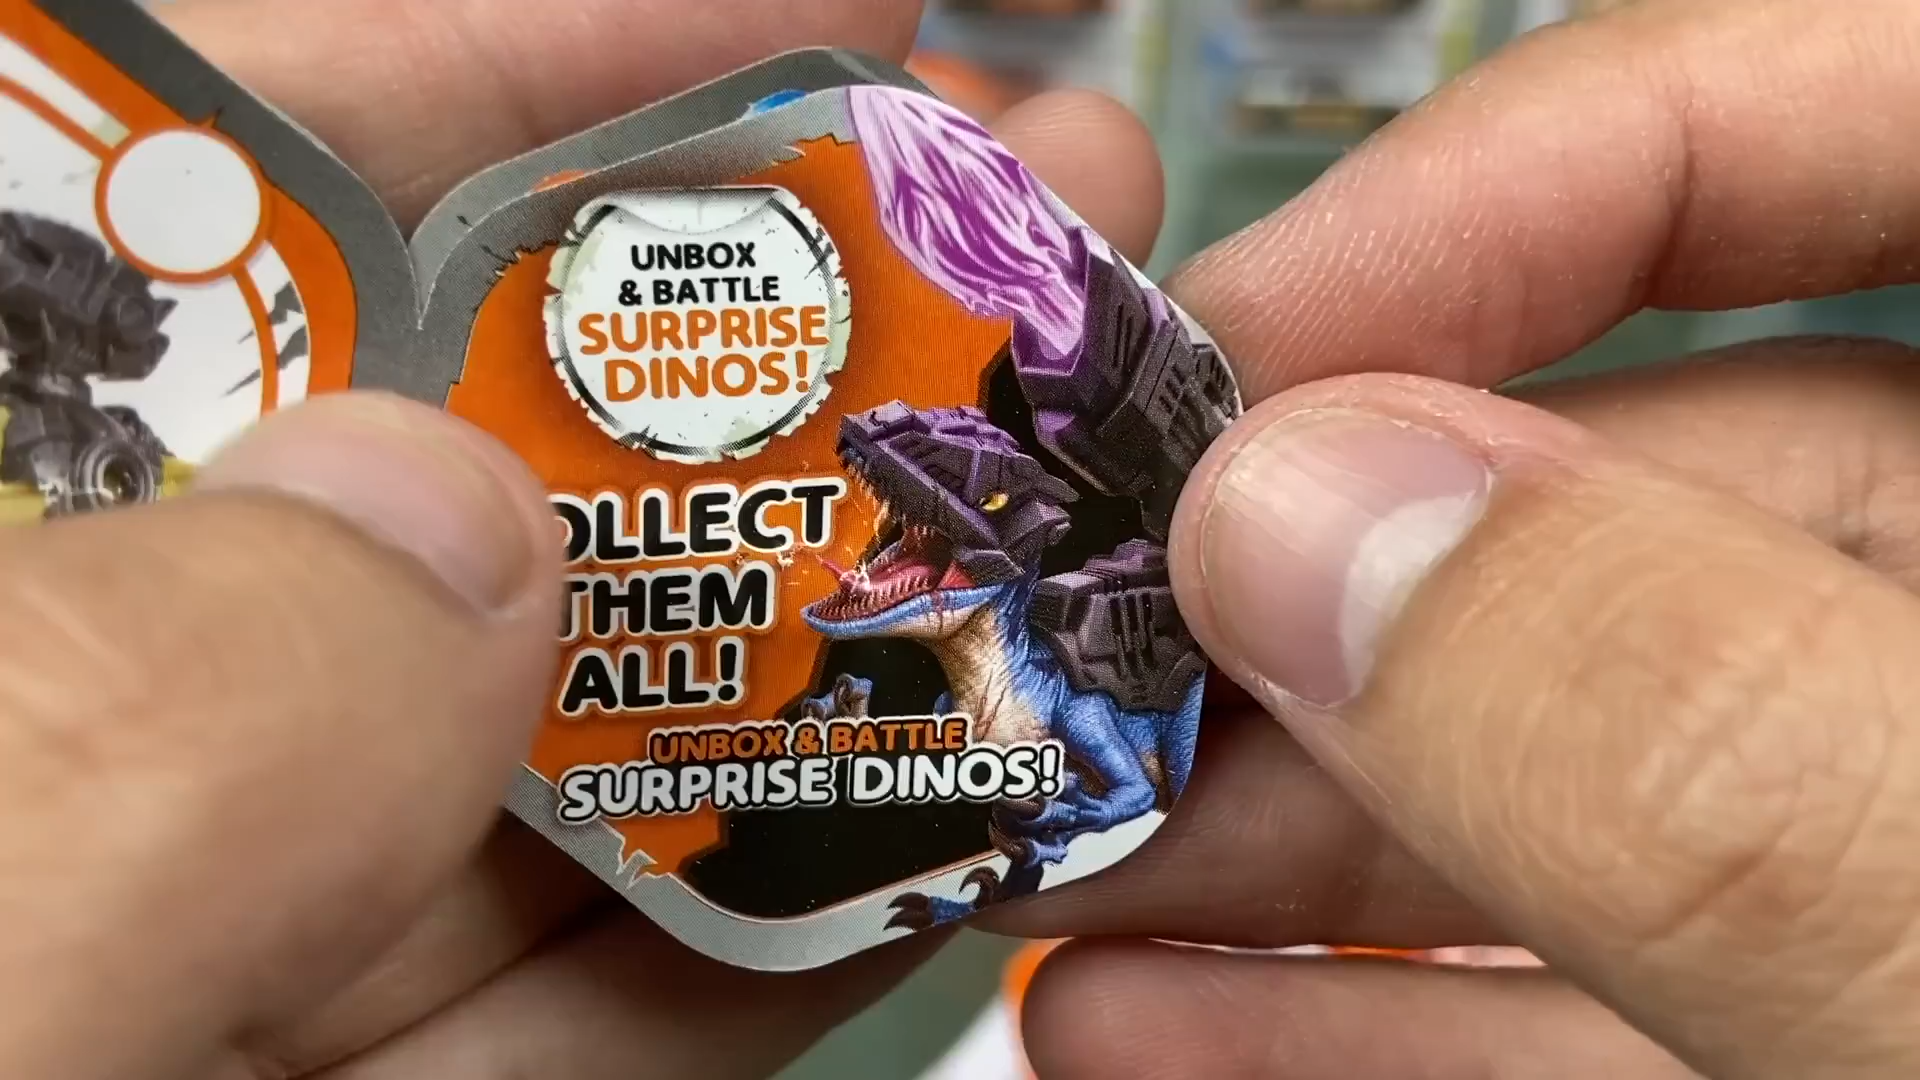 UNBOX
& BATTLE
SURPRISE
DINOS!
OLLECT
THEM
ALL!
UNBOX & BATTLE
SURPRISE DINOS!